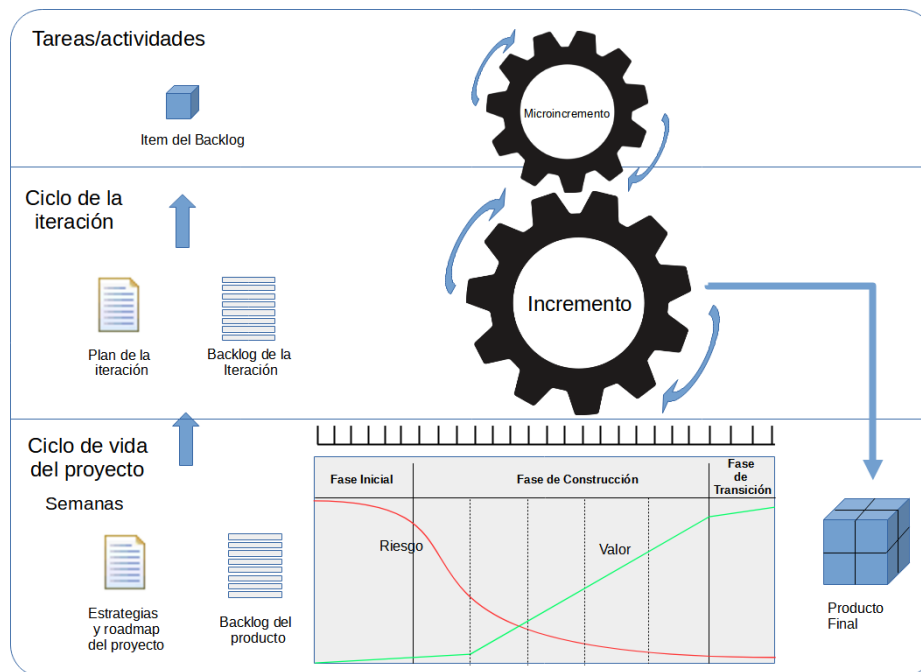 Tareas/actividades
Microincremento
Item del Backlog
Ciclo de la
iteración
Incremento
Plan de la
iteración
Backlog de la
Iteración
Ciclo de vida
del proyecto
Semanas
Fase Inicial
Fase de Construcción
Fase
de
Transición
Riesgo
Valor
Estrategias
y roadmap
del proyecto
Backlog del
producto
Producto
Final